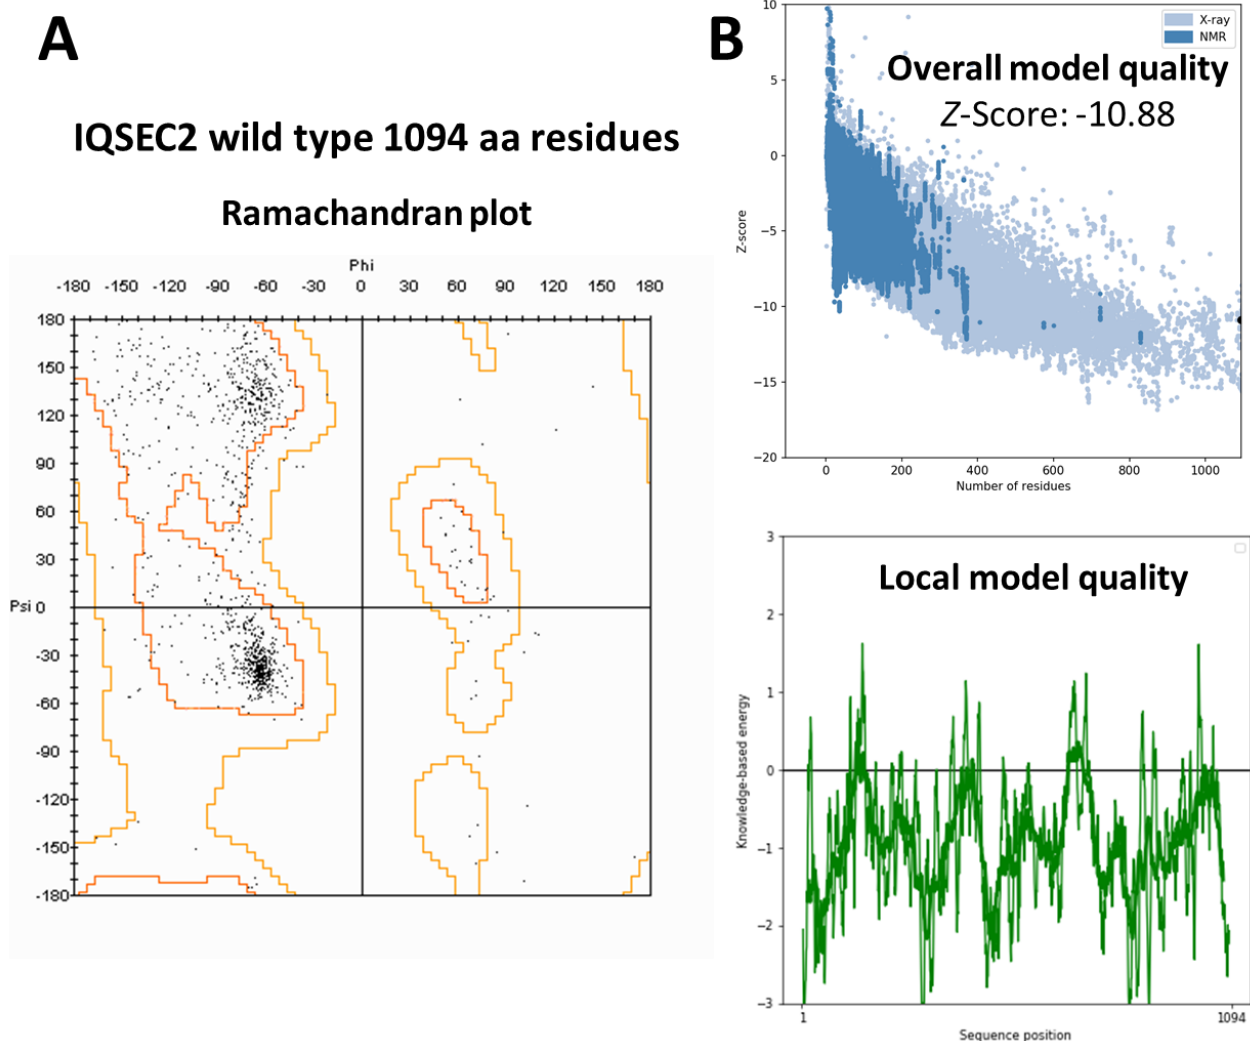 A
IQSEC2 wild type 1094 aa residues
Ramachandran plot
Phi
-180 -150 -120 -90 -60 -30 0 30 60 90 120 150 180
180
150
120
90
60
30
Psi 0
-30
-60
-90
-120
-150
-180
B
X-ray
NMR
Overall model quality
Z-Score: -10.88
Z-score
10
5
0
−5
−10
−15
−20
0 200 400 600 800 1000
Number of residues
Local model quality
Knowledge-based energy
3
2
1
0
−1
−2
−3
1 1094
Sequence position